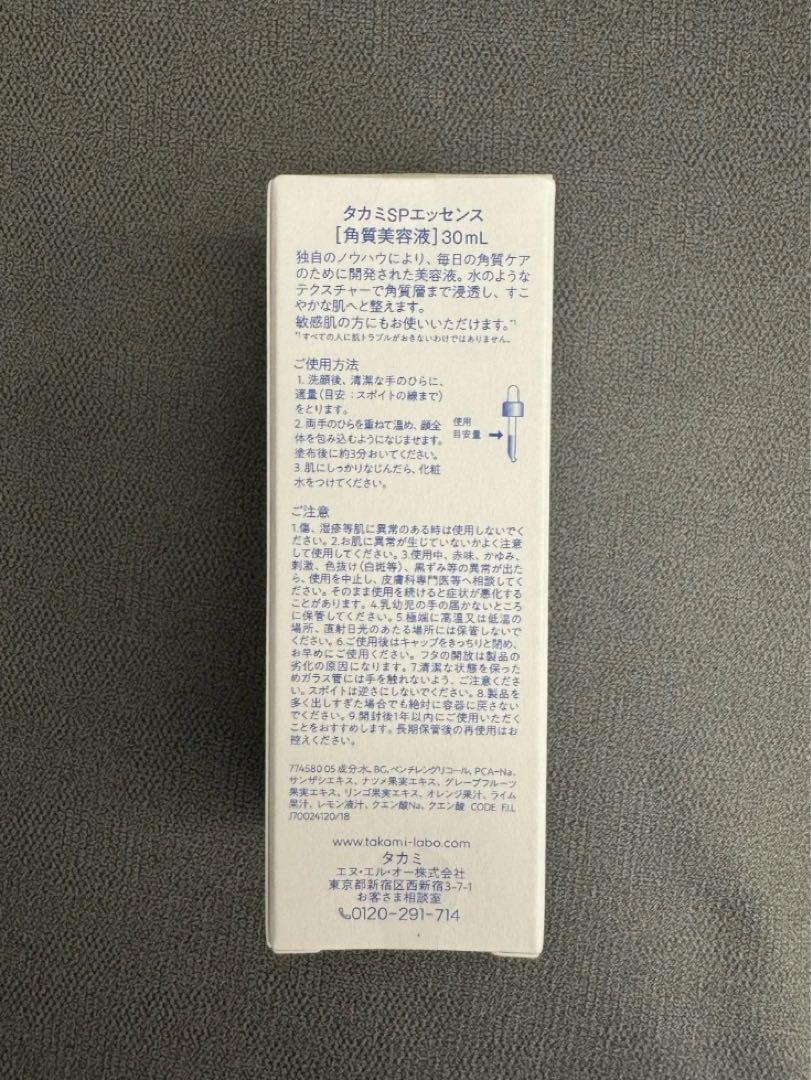 タカミSPエッセンス
[角質美容液]30mL
独自のノウハウにより、毎日の角質ケア
のために開発された美容液。水のような
テクスチャーで角質層まで浸透し、すこ
やかな肌へと整えます。
敏感肌の方にもお使いいただけます。*1
*1 すべての人に肌トラブルがおきないわけではありません。
ご使用方法
1. 洗顔後、清潔な手のひらに、
適量(目安：スポイトの線まで)
をとります。
2. 両手のひらを重ねて温め、顔全
体を包み込むようになじませます。
塗布後に約3分おいてください。
3. 肌にしっかりなじんだら、化粧
水をつけてください。
使用
目安量→
ご注意
1.傷、湿疹等肌に異常のある時は使用しないでく
ださい。2.お肌に異常が生じていないかよく注意
して使用してください。3.使用中、赤味、かゆみ、
刺激、色抜け(白斑等)、黒ずみ等の異常が出た
ら、使用を中止し、皮膚科専門医等へ相談してく
ださい。そのまま使用を続けると症状が悪化する
ことがあります。4.乳幼児の手の届かないところ
に保管してください。5.極端に高温又は低温の
場所、直射日光のあたる場所には保管しないで
ください。6.ご使用後はキャップをきっちりと閉め、
お早めにご使用ください。フタの開放は製品の
劣化の原因になります。7.清潔な状態を保った
めガラス管には手を触れないよう、ご注意くださ
い。スポイトは逆さにしないでください。8.製品を
多く出しすぎた場合でも絶対に容器に戻さない
でください。9.開封後1年以内にご使用いただく
ことをおすすめします。長期保管後の再使用はお
控えください。
774580 05 成分:水、BG、ペンチレングリコール、PCA-Na、
サンザシエキス、ナツメ果実エキス、グレープフルーツ
果実エキス、リンゴ果実エキス、オレンジ果汁、ライム
果汁、レモン液汁、クエン酸Na、クエン酸 CODE F.I.L
J70024120/18
www.takami-labo.com
タカミ
エヌ・エル・オー株式会社
東京都新宿区西新宿3-7-1
お客さま相談室
0120-291-714